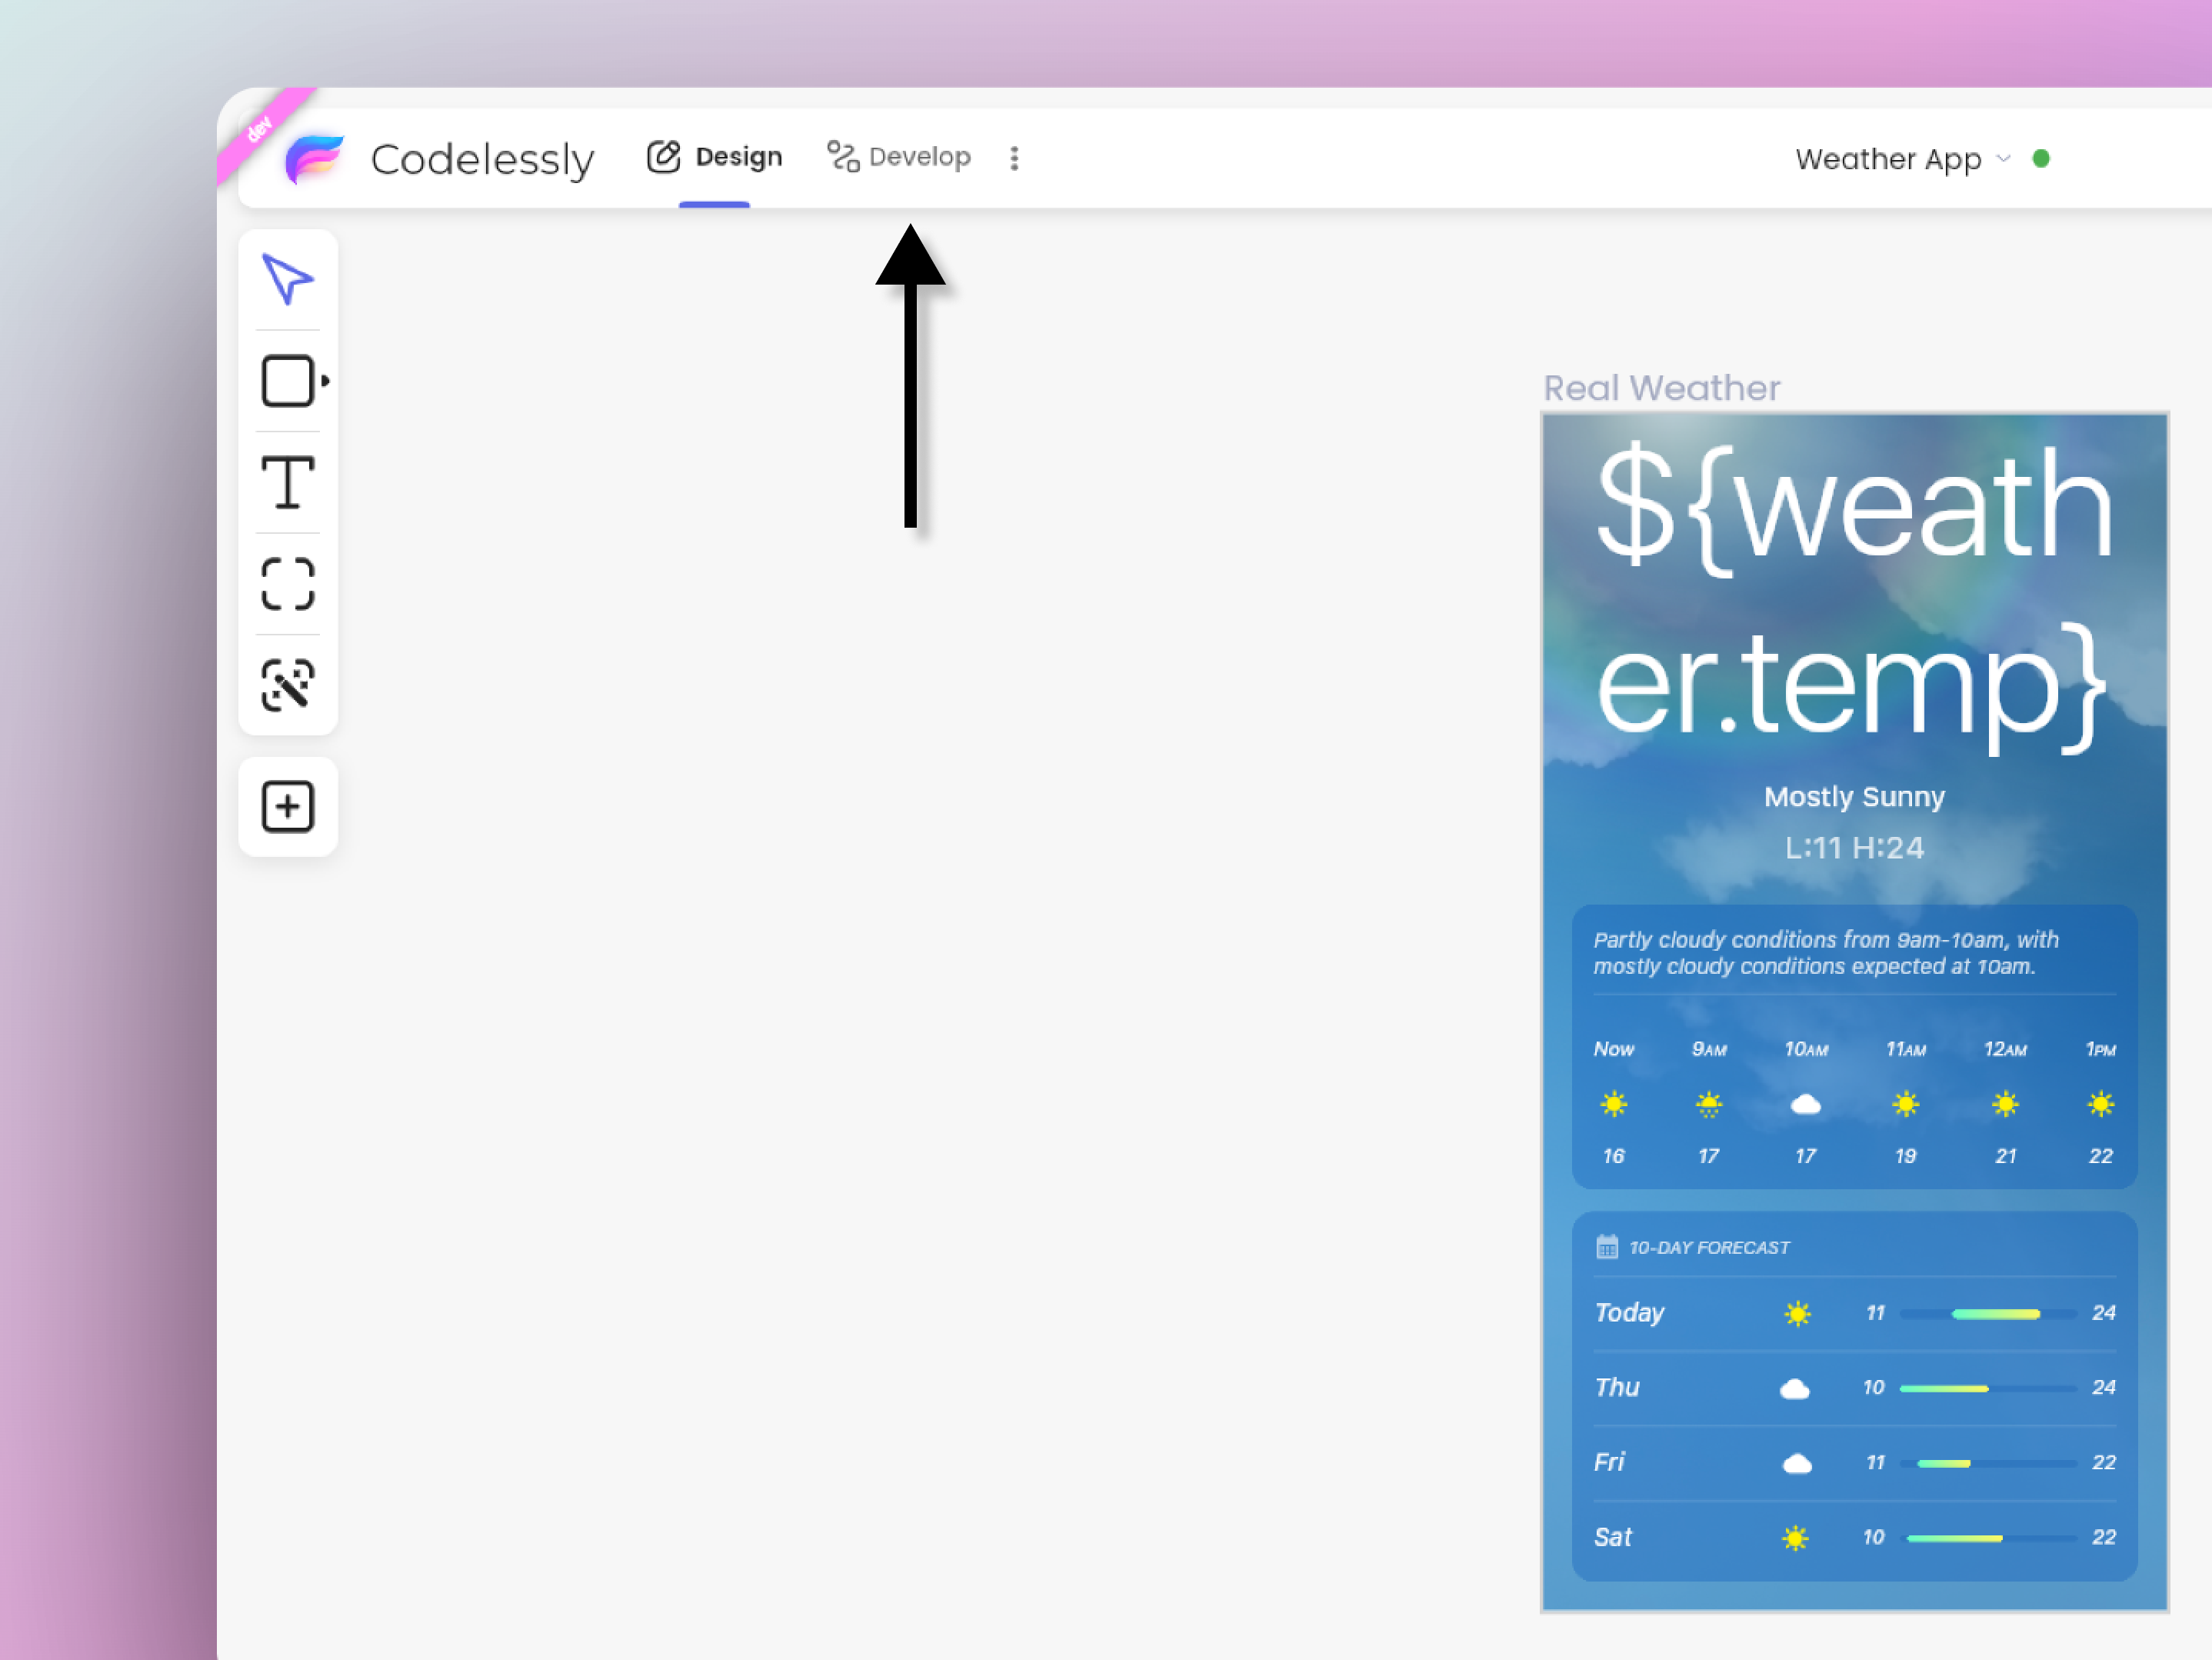 dev
Codelessly
Design
Develop
Weather App
Real Weather
${weath
er.temp}
Mostly Sunny
L:11 H:24
Partly cloudy conditions from 9am-10am, with
mostly cloudy conditions expected at 10am.
Now 9AM 10AM 11AM 12AM 1PM
16 17 17 19 21 22
10-DAY FORECAST
Today 11 24
Thu 10 24
Fri 11 22
Sat 10 22